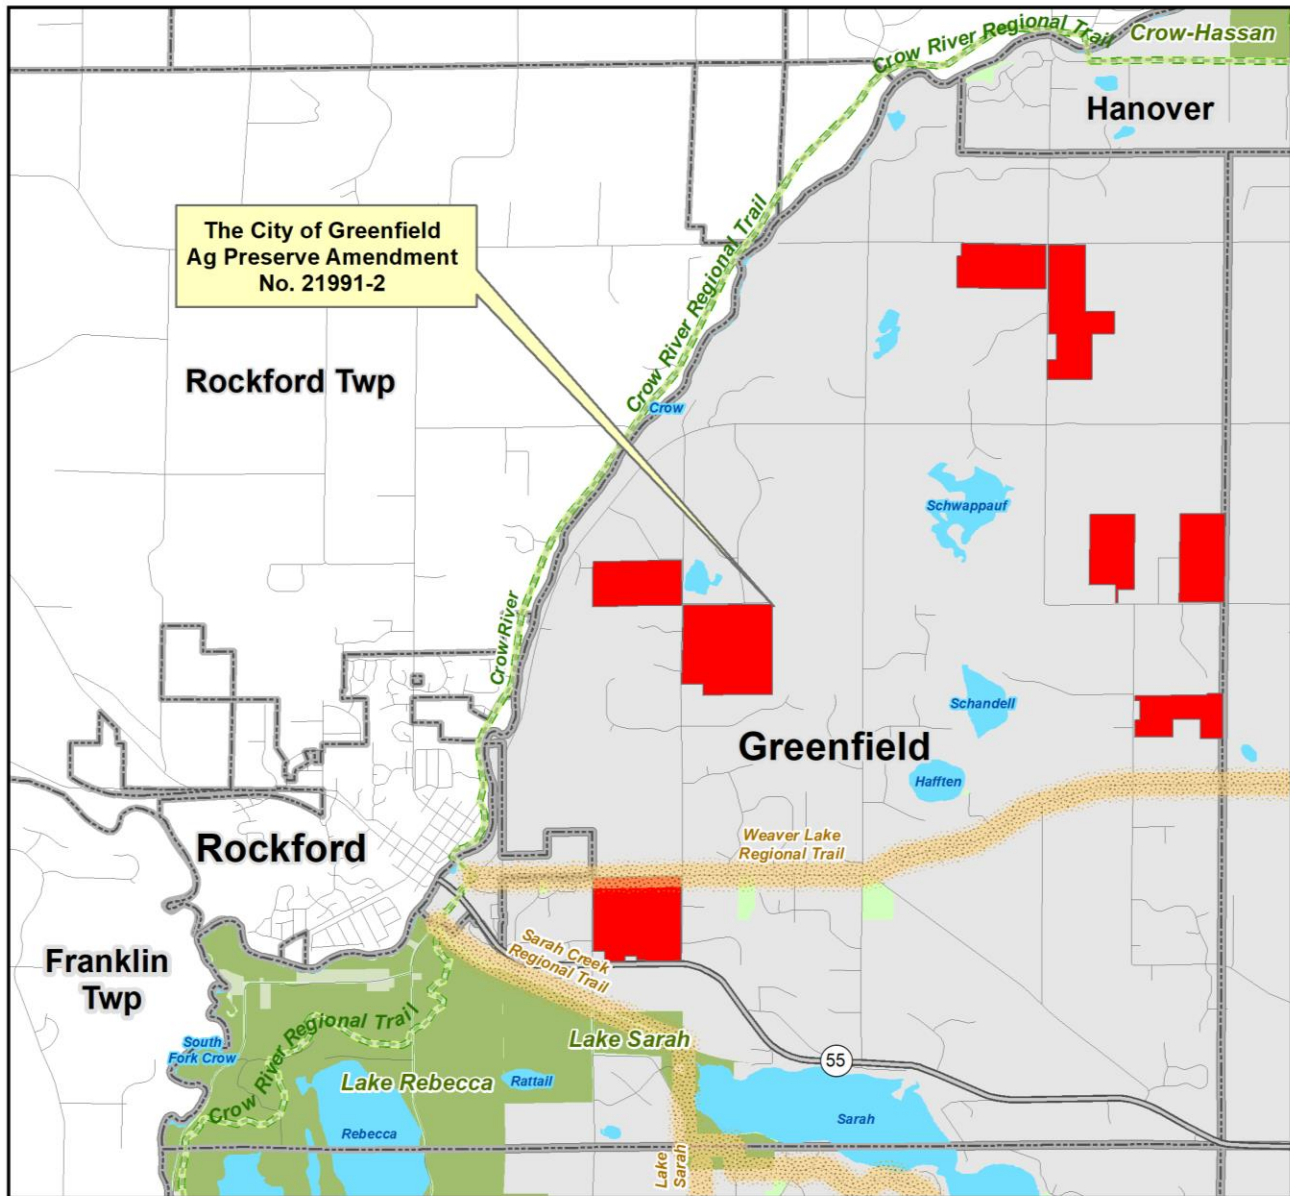 Crow River Regional Trail
Crow-Hassan
Hanover
The City of Greenfield
Ag Preserve Amendment
No. 21991-2
Crow River Regional Trail
Rockford Twp
Crow
Schwappauf
Crow River
Schandell
Greenfield
Hafften
Weaver Lake
Regional Trail
Rockford
Sarah Creek
Regional Trail
Franklin
Twp
Crow River Regional Trail
South
Fork Crow
Lake Sarah
55
Lake Rebecca
Rattail
Sarah
Rebecca
Lake
Sarah